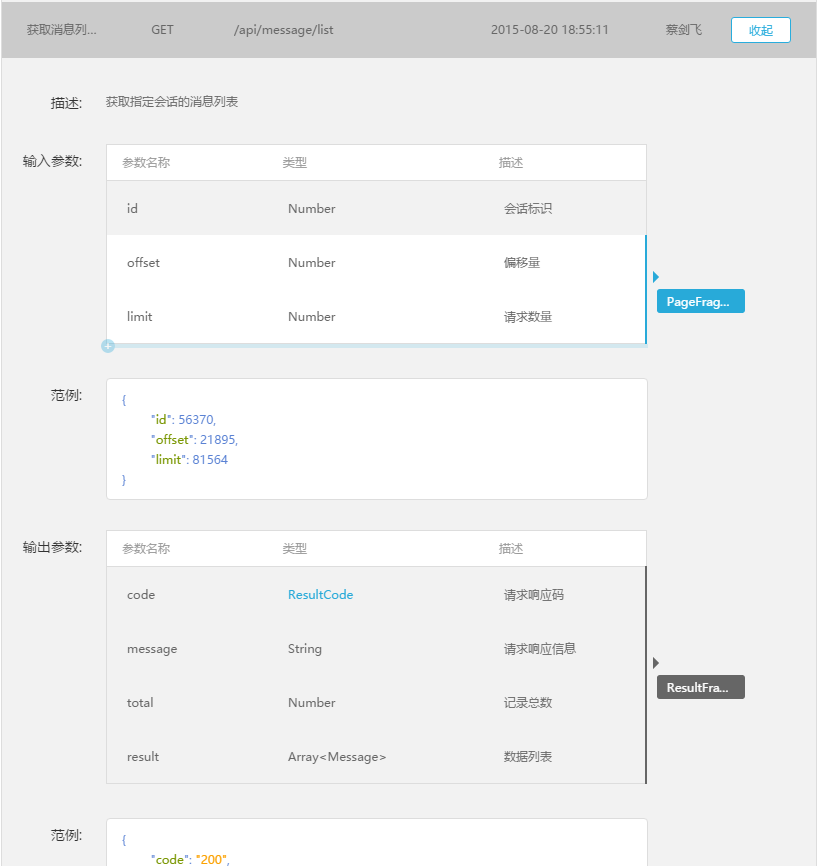 获取消息列... GET /api/message/list 2015-08-20 18:55:11 蔡剑飞 收起
描述: 获取指定会话的消息列表
输入参数: 参数名称 类型 描述
id Number 会话标识
offset Number 偏移量
PageFrag...
limit Number 请求数量
范例: {
"id": 56370,
"offset": 21895,
"limit": 81564
}
输出参数: 参数名称 类型 描述
code ResultCode 请求响应码
message String 请求响应信息
ResultFra...
total Number 记录总数
result Array<Message> 数据列表
范例: {
"code": "200",